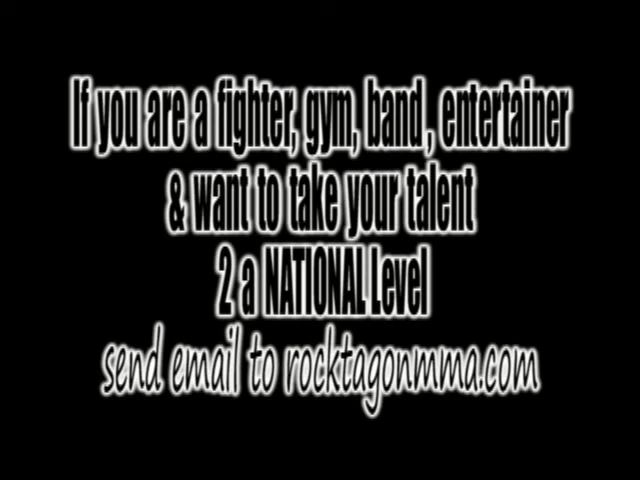 If you are a fighter, gym, band, entertainer
& want to take your talent
2 a NATIONAL Level
send email to rocktagonmma.com